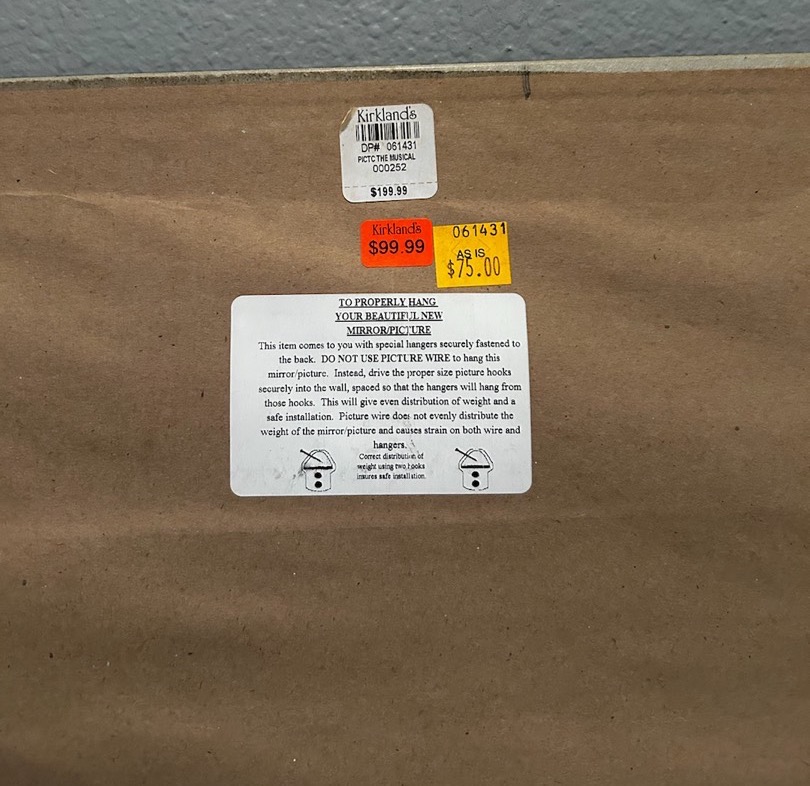 Kirkland's
DP# 061431
PICTC THE MUSICAL
000252
$199.99
Kirkland's
$99.99
061431
AS IS
$75.00
TO PROPERLY HANG
YOUR BEAUTIFUL NEW
MIRROR/PICTURE
This item comes to you with special hangers securely fastened to
the back. DO NOT USE PICTURE WIRE to hang this
mirror/picture. Instead, drive the proper size picture hooks
securely into the wall, spaced so that the hangers will hang from
those hooks. This will give even distribution of weight and a
safe installation. Picture wire does not evenly distribute the
weight of the mirror/picture and causes strain on both wire and
hangers.
Correct distribution of
weight using two hooks
insures safe installation.